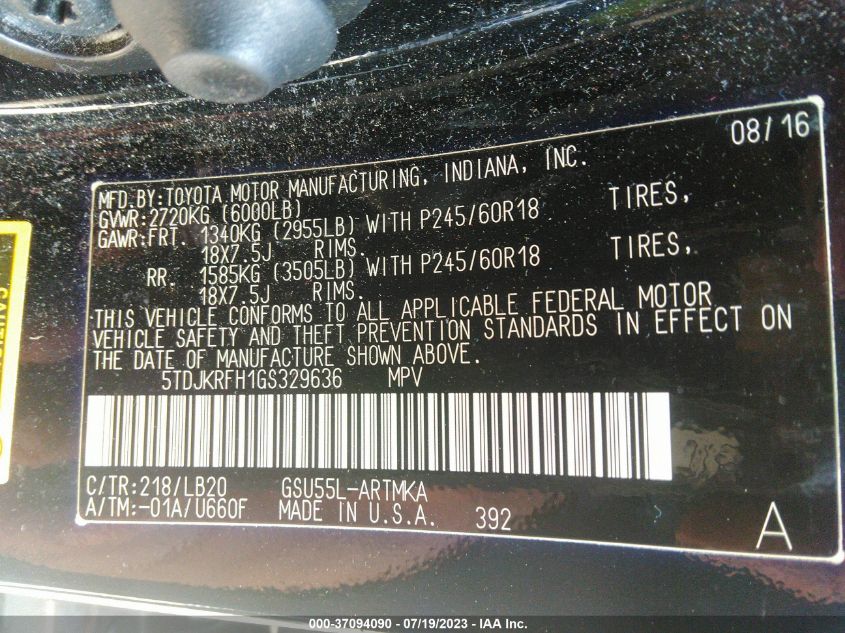 08/16
MFD.BY:TOYOTA MOTOR MANUFACTURING, INDIANA, INC.
GVWR:2720KG (6000LB)
GAWR:FRT. 1340KG (2955LB) WITH P245/60R18 TIRES,
18X7.5J RIMS.
RR. 1585KG (3505LB) WITH P245/60R18 TIRES,
18X7.5J RIMS.
THIS VEHICLE CONFORMS TO ALL APPLICABLE FEDERAL MOTOR
VEHICLE SAFETY AND THEFT PREVENTION STANDARDS IN EFFECT ON
THE DATE OF MANUFACTURE SHOWN ABOVE.
5TDJKRFH1GS329636 MPV
C/TR:218/LB20 GSU55L-ARTMKA
A/TM:-01A/U660F MADE IN U.S.A. 392
A
000-37094090 - 07/19/2023 - IAA Inc.